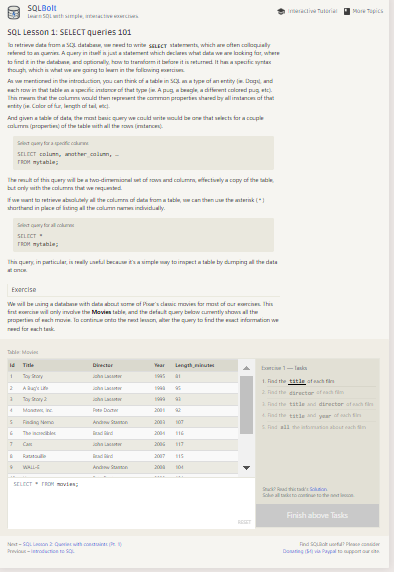 SQLBolt
Learn SQL with simple, interactive exercises.
Interactive Tutorial
More Topics
SQL Lesson 1: SELECT queries 101
To retrieve data from a SQL database, we need to write SELECT statements, which are often colloquially
refered to as queries. A query in itself is just a statement which declares what data we are looking for, where
to find it in the database, and optionally, how to transform it before it is returned. It has a specific syntax
though, which is what we are going to learn in the following exercises.
As we mentioned in the introduction, you can think of a table in SQL as a type of an entity (ie. Dogs), and
each row in that table as a specific instance of that type (ie. A pug, a beagle, a different colored pug, etc).
This means that the columns would then represent the common properties shared by all instances of that
entity (ie. Color of fur, length of tail, etc).
And given a table of data, the most basic query we could write would be one that selects for a couple
columns (properties) of the table with all the rows (instances).
Select query for a specific columns
SELECT column, another_column, …
FROM mytable;
The result of this query will be a two-dimensional set of rows and columns, effectively a copy of the table,
but only with the columns that we requested.
If we want to retrieve absolutely all the columns of data from a table, we can then use the asterisk (*)
shorthand in place of listing all the column names individually.
Select query for all columns
SELECT *
FROM mytable;
This query, in particular, is really useful because it's a simple way to inspect a table by dumping all the data
at once.
Exercise
We will be using a database with data about some of Pixar's classic movies for most of our exercises. This
first exercise will only involve the Movies table, and the default query below currently shows all the
properties of each movie. To continue onto the next lesson, alter the query to find the exact information we
need for each task.
Table: Movies
Id Title Director Year Length_minutes
1 Toy Story John Lasseter 1995 81
2 A Bug's Life John Lasseter 1998 95
3 Toy Story 2 John Lasseter 1999 93
4 Monsters, Inc. Pete Docter 2001 92
5 Finding Nemo Andrew Stanton 2003 107
6 The Incredibles Brad Bird 2004 116
7 Cars John Lasseter 2006 117
8 Ratatouille Brad Bird 2007 115
9 WALL-E Andrew Stanton 2008 104
SELECT * FROM movies;
RESET
Exercise 1 — Tasks
1. Find the title of each film
2. Find the director of each film
3. Find the title and director of each film
4. Find the title and year of each film
5. Find all the information about each film
Stuck? Read this task's Solution.
Solve all tasks to continue to the next lesson.
Finish above Tasks
Next – SQL Lesson 2: Queries with constraints (Pt. 1)
Previous – Introduction to SQL
Find SQLBolt useful? Please consider
Donating ($4) via Paypal to support our site.